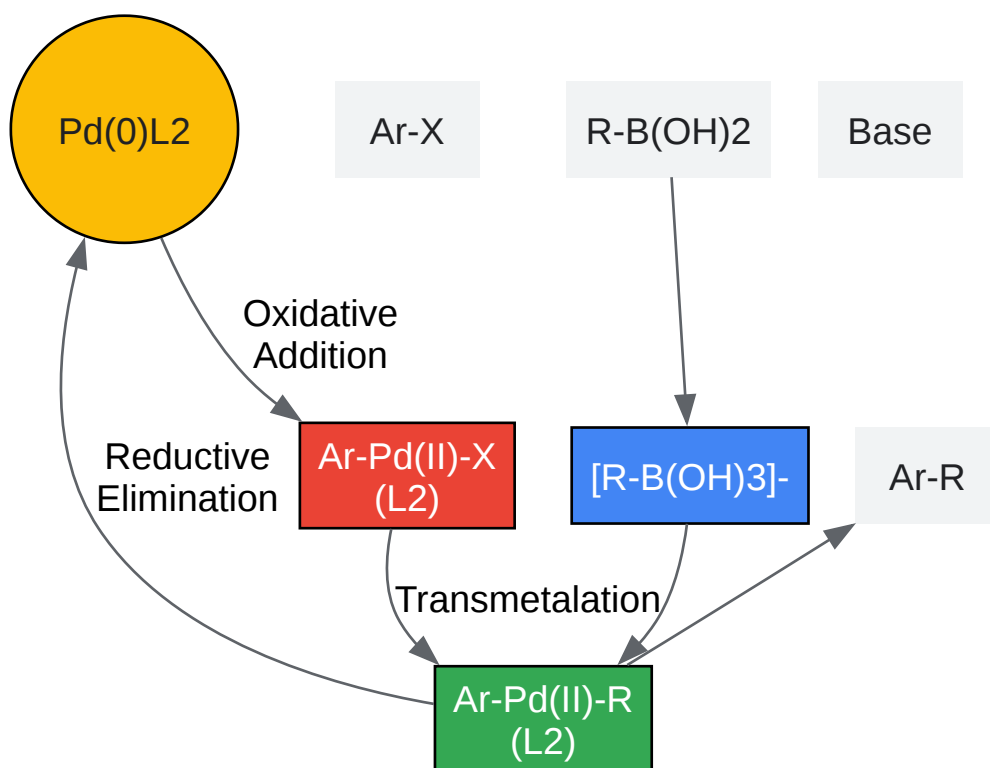 Pd(0)L2
Ar-X
R-B(OH)2
Base
Oxidative
Addition
Reductive
Elimination
Ar-Pd(II)-X
(L2)
[R-B(OH)3]-
Ar-R
Transmetalation
Ar-Pd(II)-R
(L2)